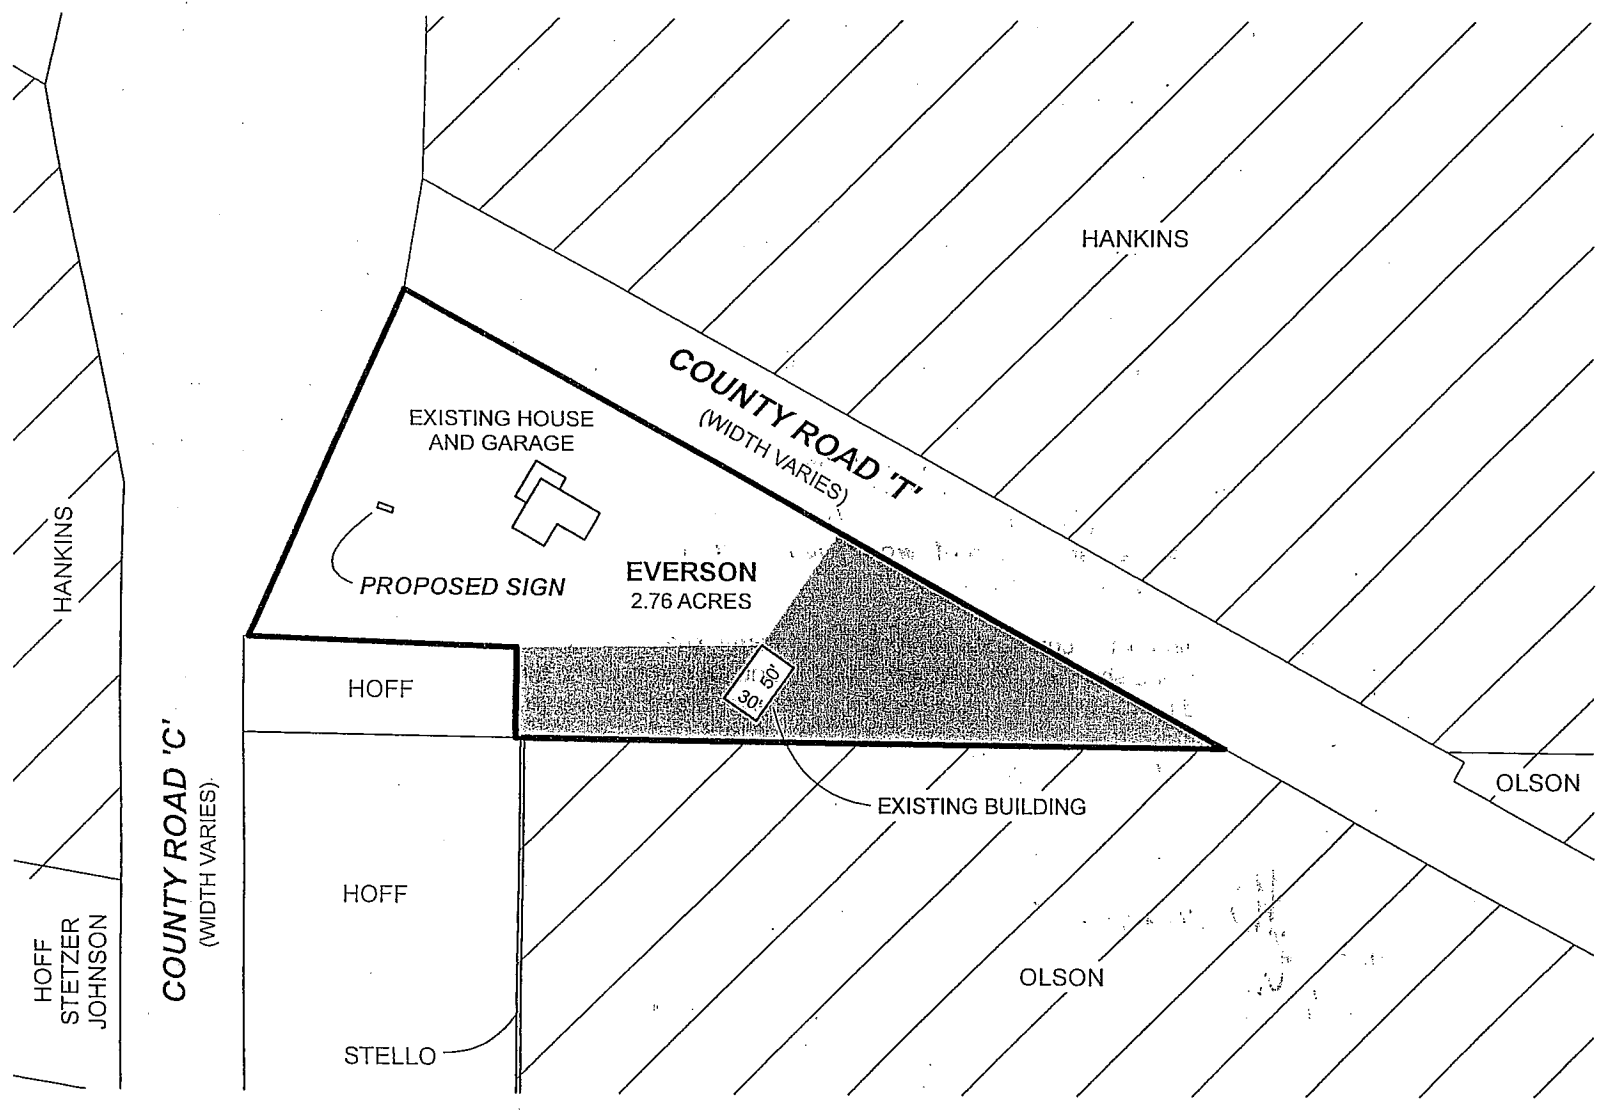 HANKINS
COUNTY ROAD 'T'
(WIDTH VARIES)
EXISTING HOUSE
AND GARAGE
PROPOSED SIGN
EVERSON
2.76 ACRES
HANKINS
HOFF
50'
30'
OLSON
EXISTING BUILDING
COUNTY ROAD 'C'
(WIDTH VARIES)
HOFF
HOFF
STETZER
JOHNSON
OLSON
STELLO